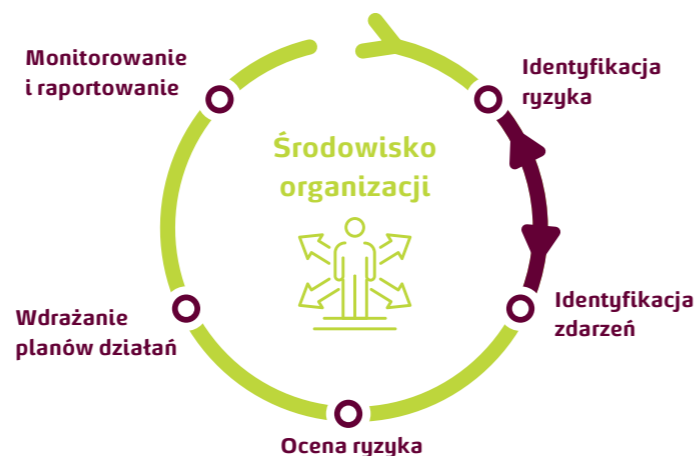 Monitorowanie
i raportowanie
Identyfikacja
ryzyka
Środowisko
organizacji
Wdrażanie
planów działań
Identyfikacja
zdarzeń
Ocena ryzyka